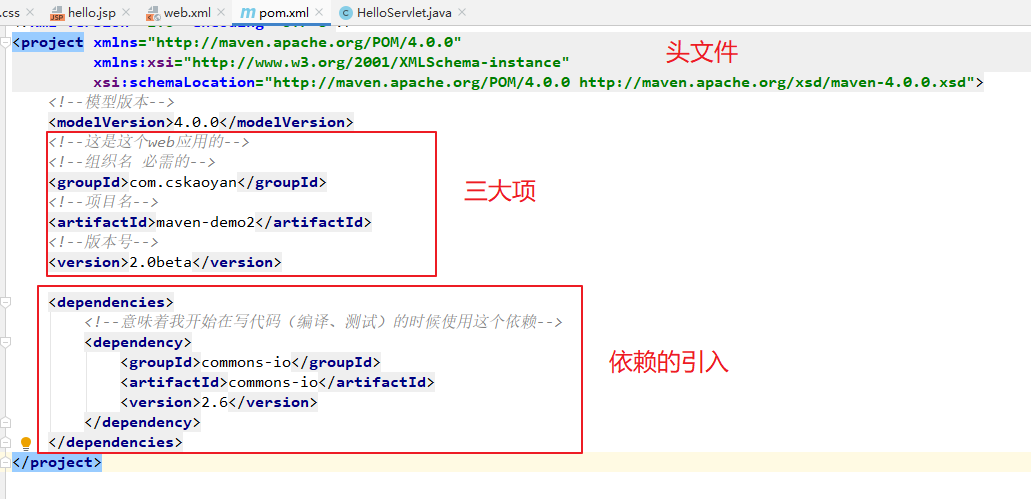 .css hello.jsp web.xml pom.xml HelloServlet.java
<project xmlns="http://maven.apache.org/POM/4.0.0" 头文件
xmlns:xsi="http://www.w3.org/2001/XMLSchema-instance"
xsi:schemaLocation="http://maven.apache.org/POM/4.0.0 http://maven.apache.org/xsd/maven-4.0.0.xsd">
<!--模型版本-->
<modelVersion>4.0.0</modelVersion>
<!--这是这个web应用的-->
<!--组织名 必需的-->
<groupId>com.cskaoyan</groupId> 三大项
<!--项目名-->
<artifactId>maven-demo2</artifactId>
<!--版本号-->
<version>2.0beta</version>
<dependencies>
<!--意味着我开始在写代码（编译、测试）的时候使用这个依赖-->
<dependency>
<groupId>commons-io</groupId> 依赖的引入
<artifactId>commons-io</artifactId>
<version>2.6</version>
</dependency>
</dependencies>
</project>